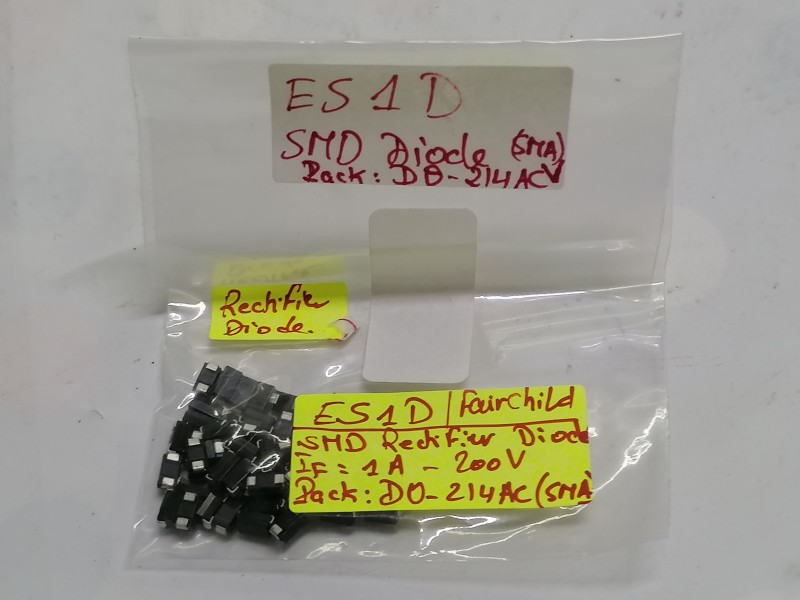 ES1D
SMD Diode (SMA)
Pack: DO-214AC
Rectifier
Diode.
ES1D | Fairchild
SMD Rectifier Diode
IF = 1A - 200V
Pack: DO-214AC (SMA)